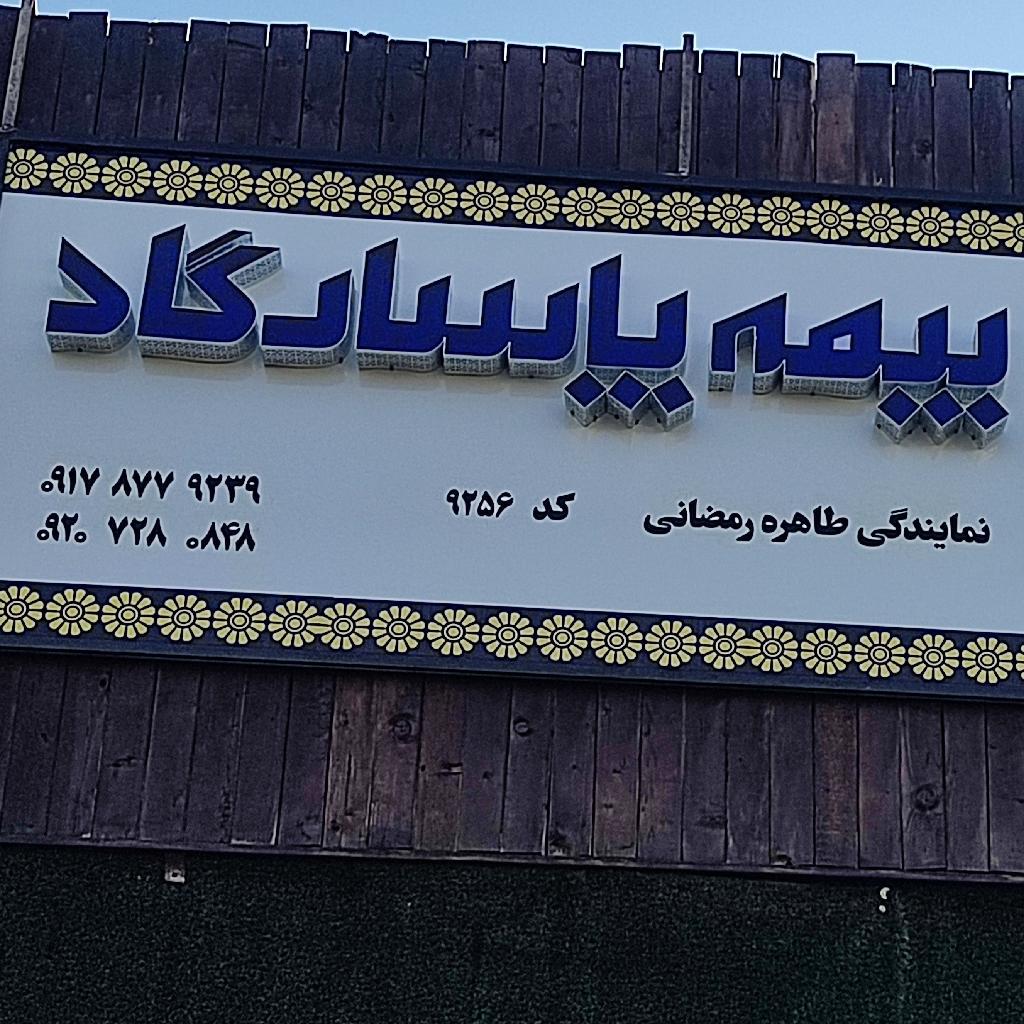 بیمه پاسارگاد
نمایندگی طاهره رمضانی کد ۹۲۵۶
۰۹۱۷ ۸۷۷ ۹۲۳۹
۰۹۲۰ ۷۲۸ ۰۸۴۸